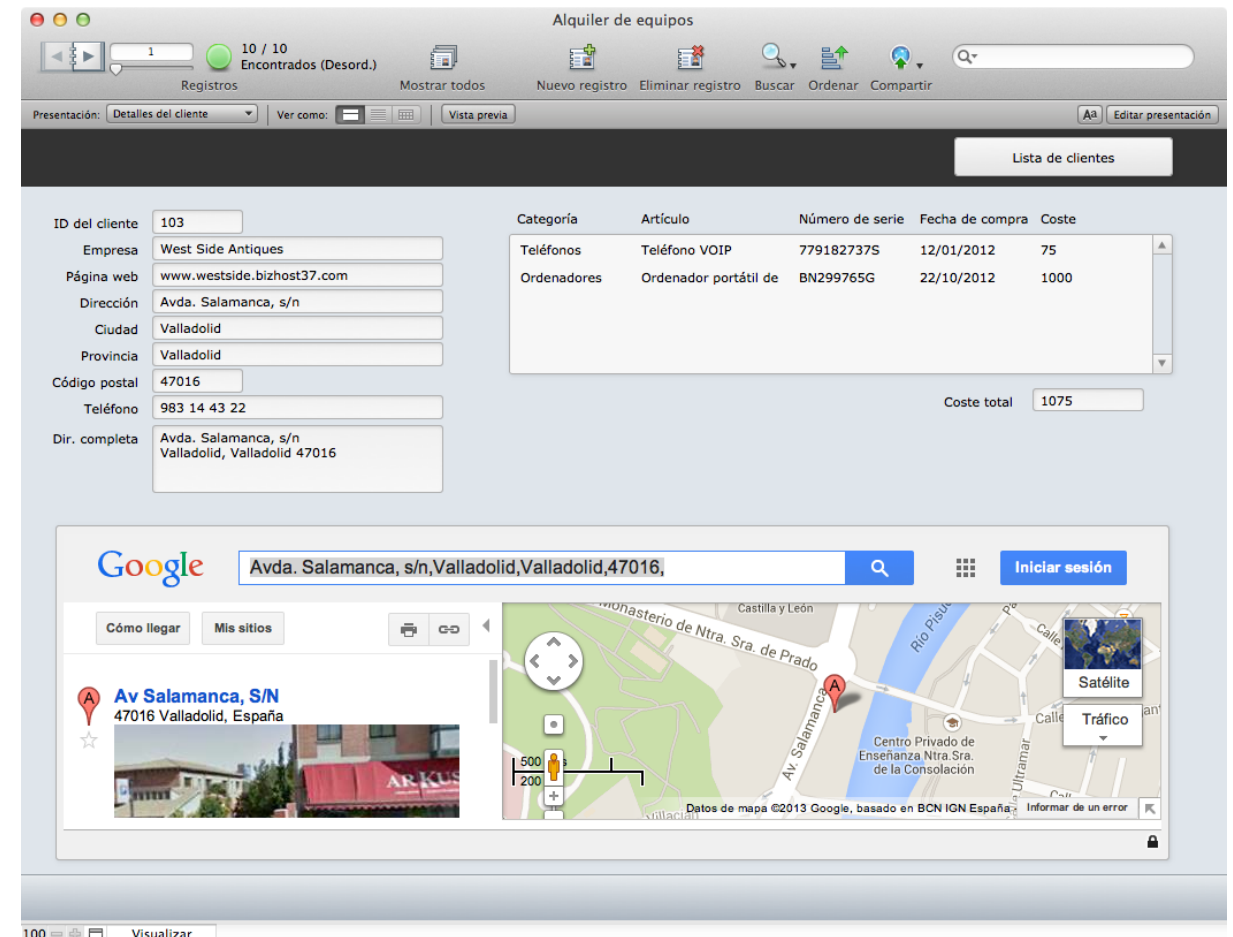 Alquiler de equipos
1
10 / 10
Encontrados (Desord.)
Registros
Mostrar todos
Nuevo registro
Eliminar registro
Buscar
Ordenar
Compartir
Presentación: Detalles del cliente
Ver como:
Vista previa
Aa
Editar presentación
Lista de clientes
ID del cliente 103
Empresa West Side Antiques
Página web www.westside.bizhost37.com
Dirección Avda. Salamanca, s/n
Ciudad Valladolid
Provincia Valladolid
Código postal 47016
Teléfono 983 14 43 22
Dir. completa Avda. Salamanca, s/n
Valladolid, Valladolid 47016
Categoría Artículo Número de serie Fecha de compra Coste
Teléfonos Teléfono VOIP 779182737S 12/01/2012 75
Ordenadores Ordenador portátil de BN299765G 22/10/2012 1000
Coste total 1075
Google
Avda. Salamanca, s/n,Valladolid,Valladolid,47016,
Iniciar sesión
Cómo llegar
Mis sitios
A
Av Salamanca, S/N
47016 Valladolid, España
ARKUS
Monasterio de Ntra. Sra. de Prado
Castilla y León
Río Pisu
Calle
Satélite
Tráfico
Calle
A
Av. Salamanca
Centro Privado de
Enseñanza Ntra.Sra.
de la Consolación
Ultramar
500
200
Datos de mapa ©2013 Google, basado en BCN IGN España
Informar de un error
100
Visualizar